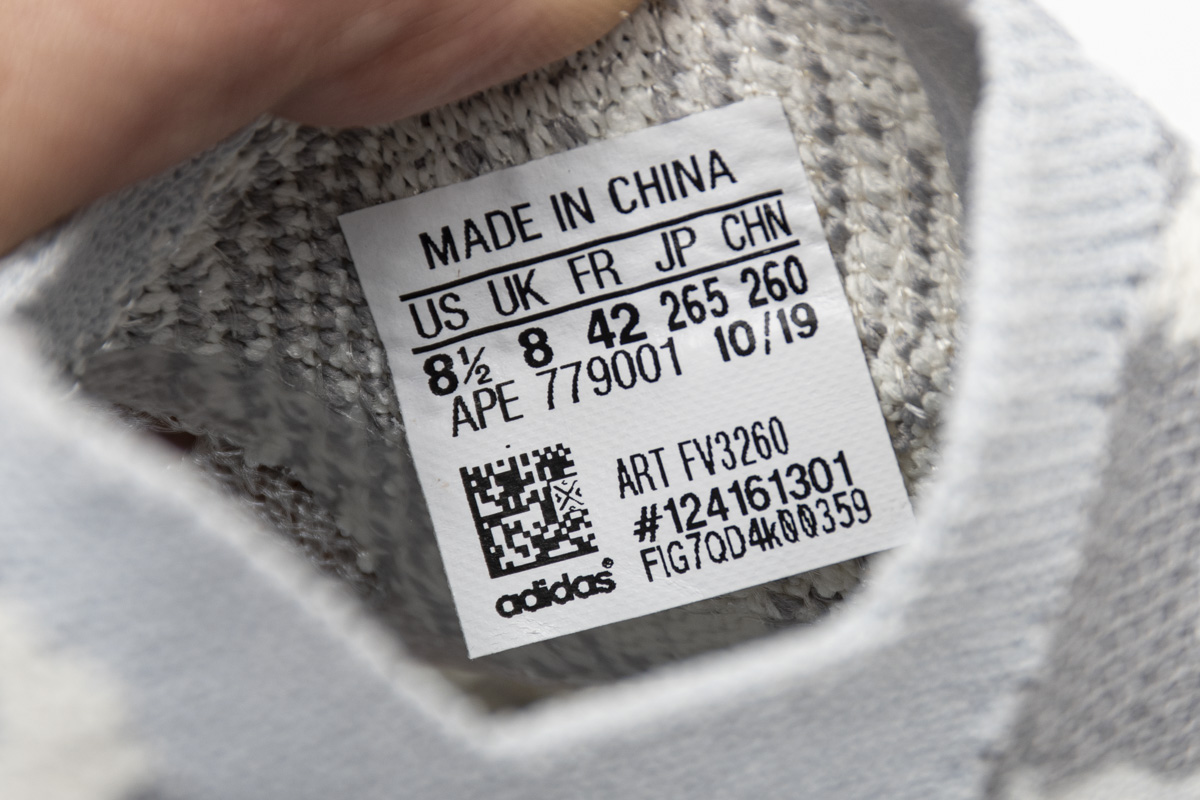 MADE IN CHINA
US UK FR JP CHN
8½ 8 42 265 260
APE 779001 10/19
ART FV3260
#124161301
FIG7QD4k00359
adidas®